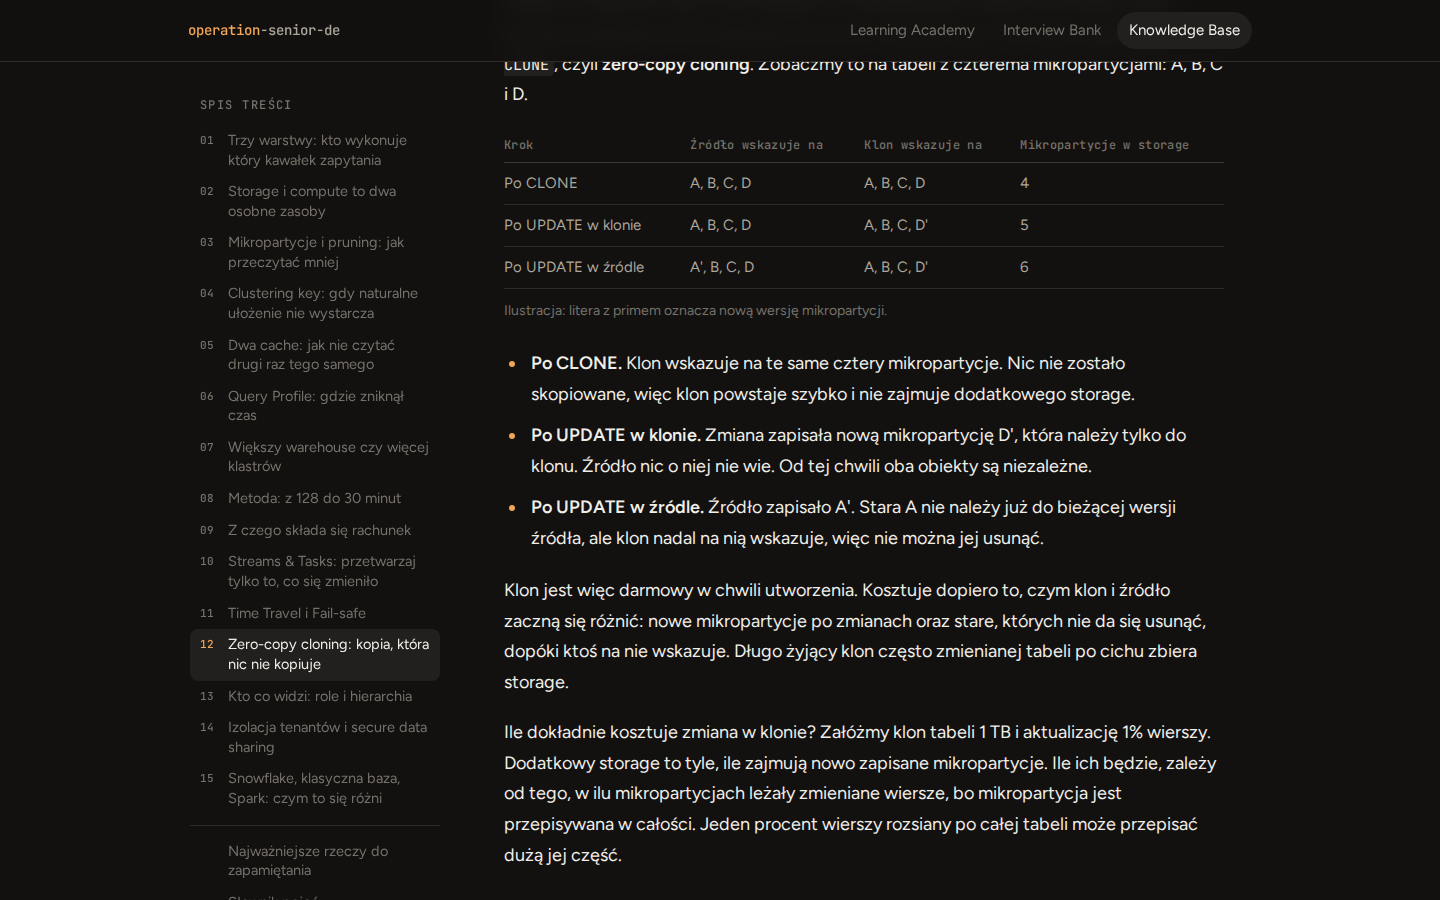 operation-senior-de
Learning Academy
Interview Bank
Knowledge Base
SPIS TREŚCI
01 Trzy warstwy: kto wykonuje
który kawałek zapytania
02 Storage i compute to dwa
osobne zasoby
03 Mikropartycje i pruning: jak
przeczytać mniej
04 Clustering key: gdy naturalne
ułożenie nie wystarcza
05 Dwa cache: jak nie czytać
drugi raz tego samego
06 Query Profile: gdzie zniknął
czas
07 Większy warehouse czy więcej
klastrów
08 Metoda: z 128 do 30 minut
09 Z czego składa się rachunek
10 Streams & Tasks: przetwarzaj
tylko to, co się zmieniło
11 Time Travel i Fail-safe
12 Zero-copy cloning: kopia, która
nic nie kopiuje
13 Kto co widzi: role i hierarchia
14 Izolacja tenantów i secure data
sharing
15 Snowflake, klasyczna baza,
Spark: czym to się różni
Najważniejsze rzeczy do
zapamiętania
CLONE, czyli zero-copy cloning. Zobaczmy to na tabeli z czterema mikropartycjami: A, B, C
i D.
Krok Źródło wskazuje na Klon wskazuje na Mikropartycje w storage
Po CLONE A, B, C, D A, B, C, D 4
Po UPDATE w klonie A, B, C, D A, B, C, D' 5
Po UPDATE w źródle A', B, C, D A, B, C, D' 6
Ilustracja: litera z primem oznacza nową wersję mikropartycji.
• Po CLONE. Klon wskazuje na te same cztery mikropartycje. Nic nie zostało
skopiowane, więc klon powstaje szybko i nie zajmuje dodatkowego storage.
• Po UPDATE w klonie. Zmiana zapisała nową mikropartycję D', która należy tylko do
klonu. Źródło nic o niej nie wie. Od tej chwili oba obiekty są niezależne.
• Po UPDATE w źródle. Źródło zapisało A'. Stara A nie należy już do bieżącej wersji
źródła, ale klon nadal na nią wskazuje, więc nie można jej usunąć.
Klon jest więc darmowy w chwili utworzenia. Kosztuje dopiero to, czym klon i źródło
zaczną się różnić: nowe mikropartycje po zmianach oraz stare, których nie da się usunąć,
dopóki ktoś na nie wskazuje. Długo żyjący klon często zmienianej tabeli po cichu zbiera
storage.
Ile dokładnie kosztuje zmiana w klonie? Załóżmy klon tabeli 1 TB i aktualizację 1% wierszy.
Dodatkowy storage to tyle, ile zajmują nowo zapisane mikropartycje. Ile ich będzie, zależy
od tego, w ilu mikropartycjach leżały zmieniane wiersze, bo mikropartycja jest
przepisywana w całości. Jeden procent wierszy rozsiany po całej tabeli może przepisać
dużą jej część.